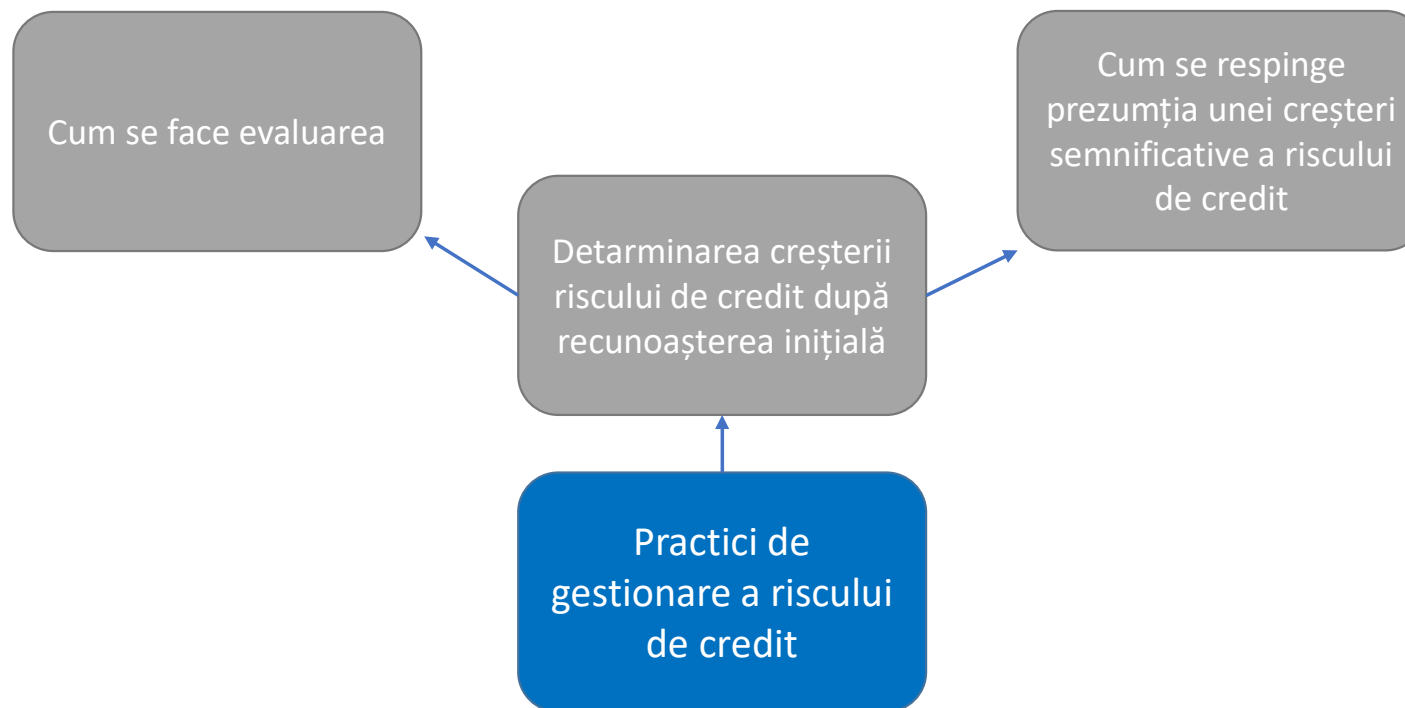 Cum se face evaluarea
Cum se respinge
prezumția unei creșteri
semnificative a riscului
de credit
Detarminarea creșterii
riscului de credit după
recunoașterea inițială
Practici de
gestionare a riscului
de credit